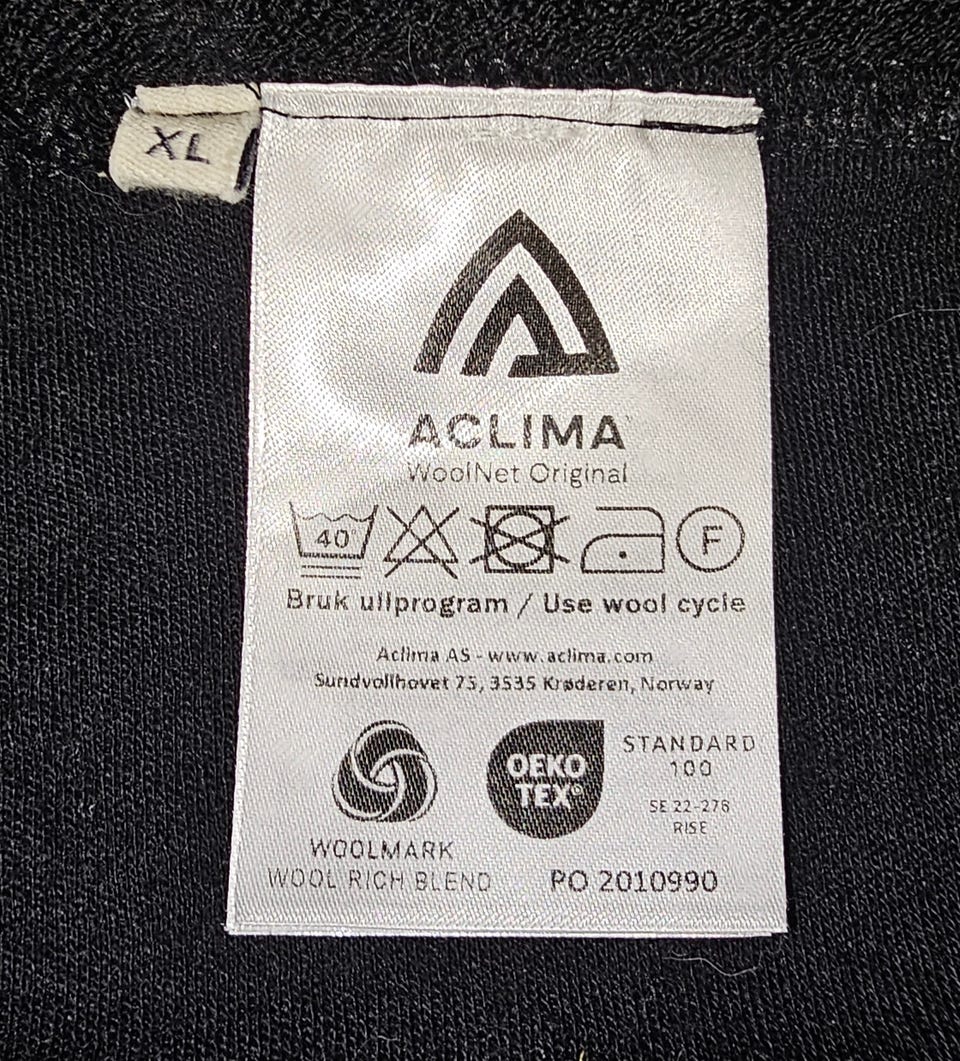 XL
ACLIMA
WoolNet Original
40° F
Bruk ullprogram / Use wool cycle
Aclima AS - www.aclima.com
Sundvollhovet 75, 3535 Krøderen, Norway
OEKO
TEX®
STANDARD
100
SE 22-278
RISE
WOOLMARK
WOOL RICH BLEND
PO 2010990